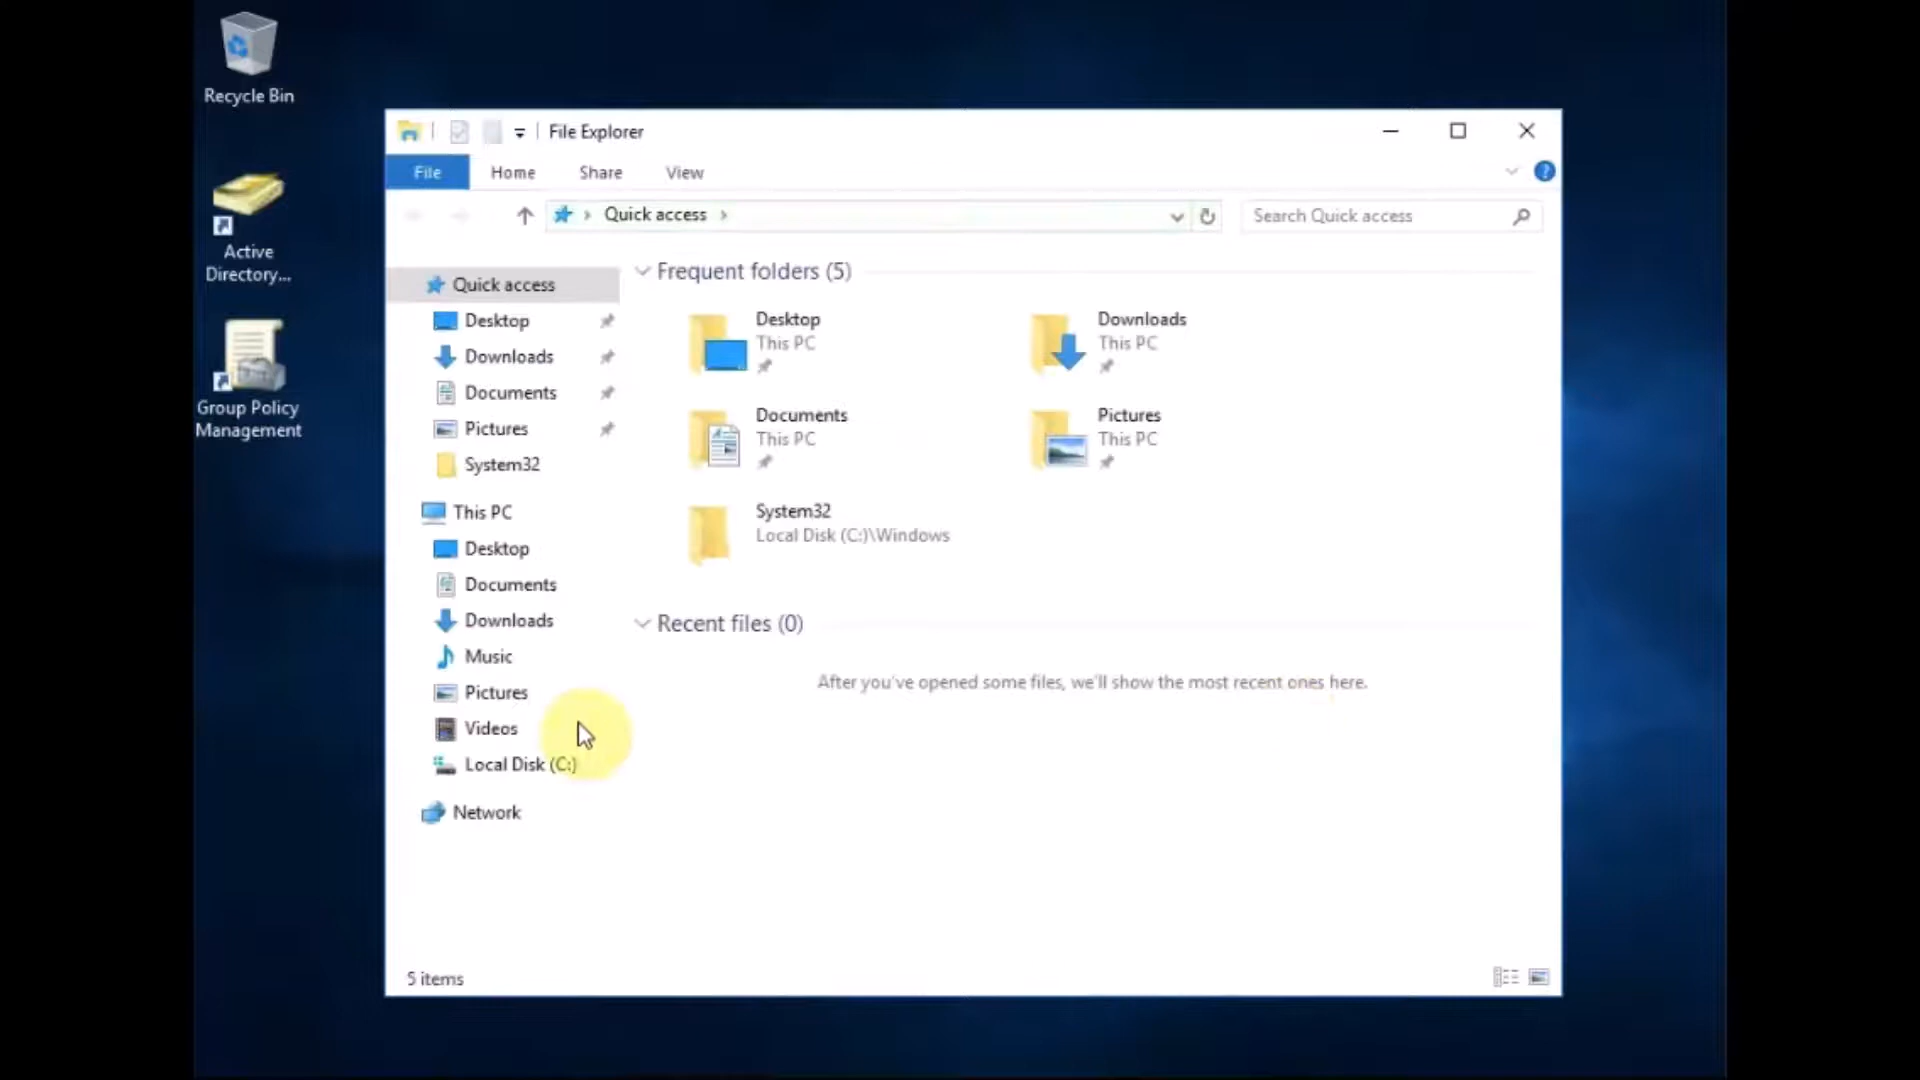 Recycle Bin
Active
Directory...
Group Policy
Management
File Explorer
File
Home
Share
View
?
Quick access
Search Quick access
Quick access
Desktop
Downloads
Documents
Pictures
System32
This PC
Desktop
Documents
Downloads
Music
Pictures
Videos
Local Disk (C:)
Network
Frequent folders (5)
Desktop
This PC
Downloads
This PC
Documents
This PC
Pictures
This PC
System32
Local Disk (C:)\Windows
Recent files (0)
After you've opened some files, we'll show the most recent ones here.
5 items